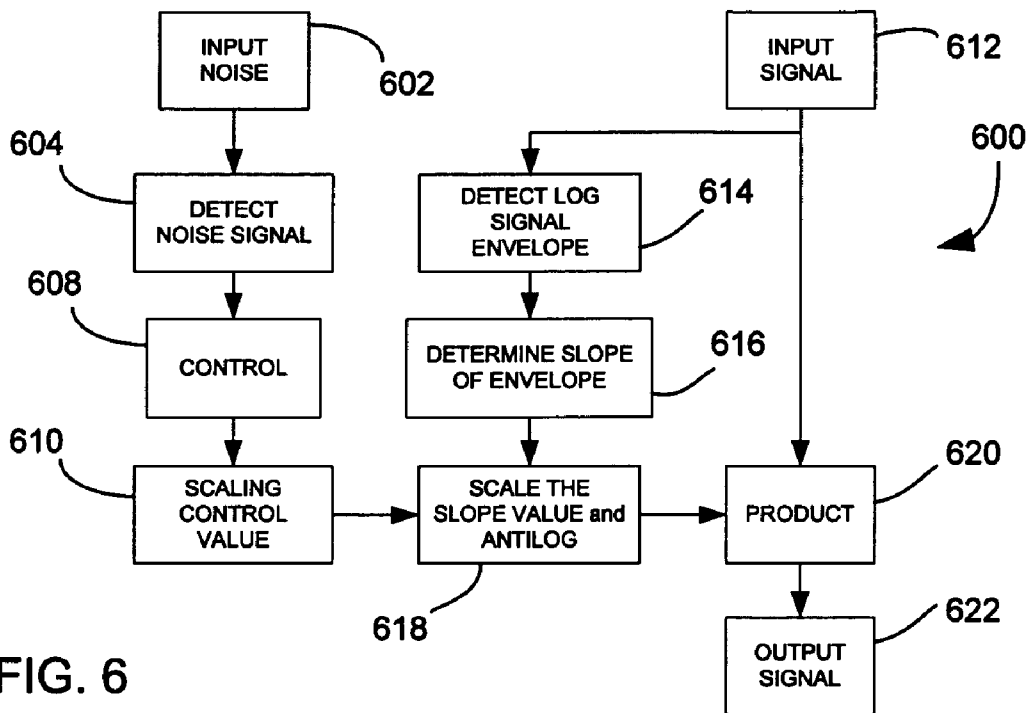 INPUT
NOISE
602
INPUT
SIGNAL
612
600
604
DETECT
NOISE SIGNAL
DETECT LOG
SIGNAL
ENVELOPE
614
608
CONTROL
DETERMINE SLOPE
OF ENVELOPE
616
610
SCALING
CONTROL
VALUE
SCALE THE
SLOPE VALUE and
ANTILOG
618
PRODUCT
620
OUTPUT
SIGNAL
622
FIG. 6